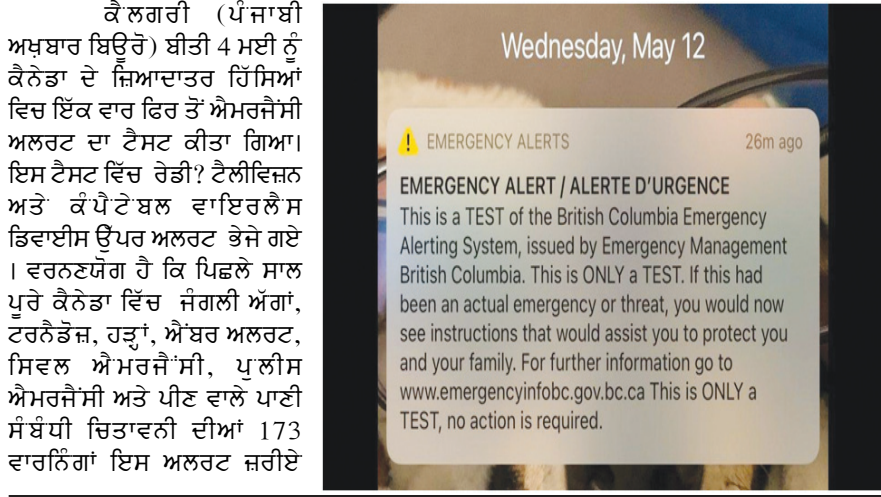 ਕੈਲਗਰੀ (ਪੰਜਾਬੀ
ਅਖ਼ਬਾਰ ਬਿਊਰੋ) ਬੀਤੀ 4 ਮਈ ਨੂੰ
ਕੈਨੇਡਾ ਦੇ ਜ਼ਿਆਦਾਤਰ ਹਿੱਸਿਆਂ
ਵਿਚ ਇੱਕ ਵਾਰ ਫਿਰ ਤੋਂ ਐਮਰਜੈਂਸੀ
ਅਲਰਟ ਦਾ ਟੈਸਟ ਕੀਤਾ ਗਿਆ।
ਇਸ ਟੈਸਟ ਵਿੱਚ ਰੇਡੀ? ਟੈਲੀਵਿਜ਼ਨ
ਅਤੇ ਕੰਪੈਟੇਬਲ ਵਾਇਰਲੈਸ
ਡਿਵਾਈਸ ਉੱਪਰ ਅਲਰਟ ਭੇਜੇ ਗਏ
। ਵਰਨਣਯੋਗ ਹੈ ਕਿ ਪਿਛਲੇ ਸਾਲ
ਪੂਰੇ ਕੈਨੇਡਾ ਵਿੱਚ ਜੰਗਲੀ ਅੱਗਾਂ,
ਟਰਨੈਡੋਜ਼, ਹੜ੍ਹਾਂ, ਐਂਬਰ ਅਲਰਟ,
ਸਿਵਲ ਐਮਰਜੈਂਸੀ, ਪੁਲੀਸ
ਐਮਰਜੈਂਸੀ ਅਤੇ ਪੀਣ ਵਾਲੇ ਪਾਣੀ
ਸੰਬੰਧੀ ਚਿਤਾਵਨੀ ਦੀਆਂ 173
ਵਾਰਨਿੰਗਾਂ ਇਸ ਅਲਰਟ ਜ਼ਰੀਏ
Wednesday, May 12
EMERGENCY ALERTS 26m ago
EMERGENCY ALERT / ALERTE D'URGENCE
This is a TEST of the British Columbia Emergency
Alerting System, issued by Emergency Management
British Columbia. This is ONLY a TEST. If this had
been an actual emergency or threat, you would now
see instructions that would assist you to protect you
and your family. For further information go to
www.emergencyinfobc.gov.bc.ca This is ONLY a
TEST, no action is required.